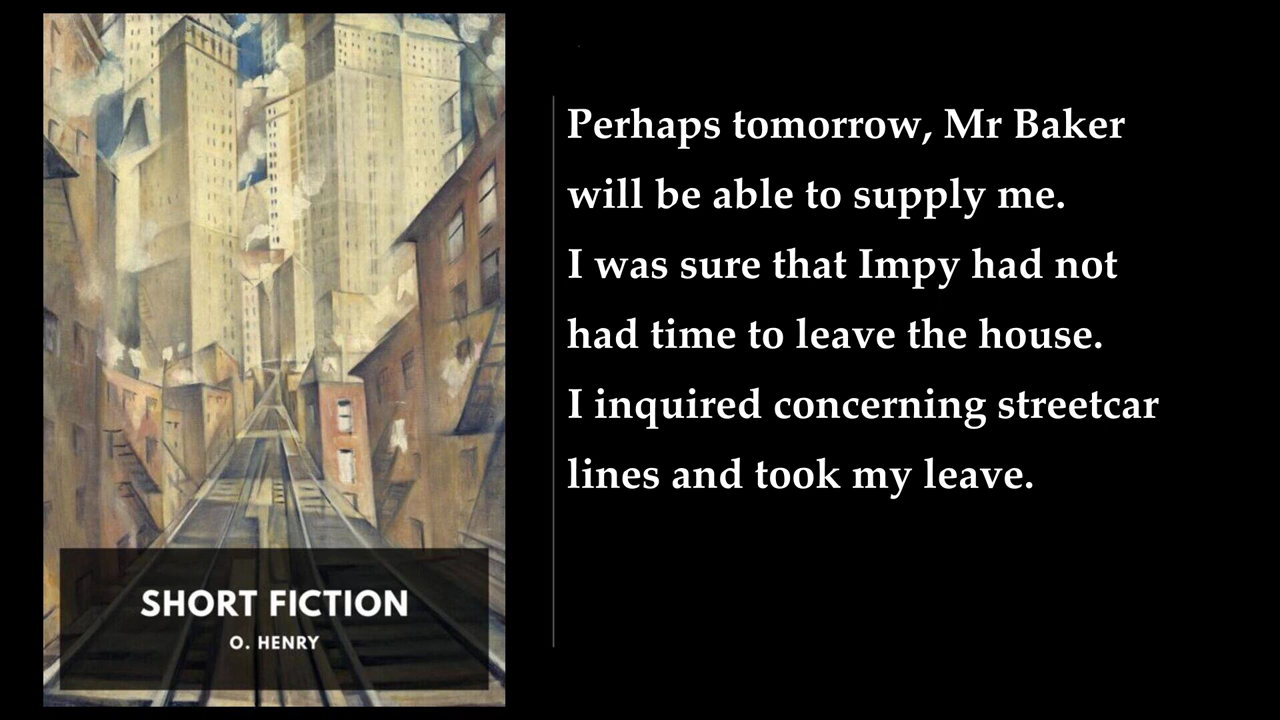 SHORT FICTION
O. HENRY
Perhaps tomorrow, Mr Baker
will be able to supply me.
I was sure that Impy had not
had time to leave the house.
I inquired concerning streetcar
lines and took my leave.